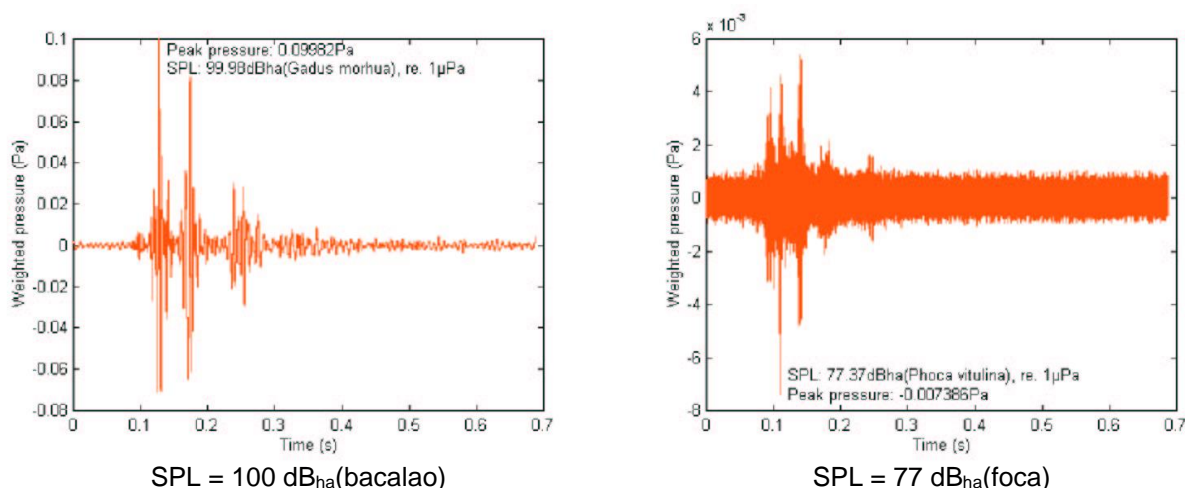 0.1
0.08
0.06
0.04
0.02
0
-0.02
-0.04
-0.06
-0.08
Weighted pressure (Pa)
Peak pressure: 0.09982Pa
SPL: 99.98dBha(Gadus morhua), re. 1µPa
0 0.1 0.2 0.3 0.4 0.5 0.6 0.7
Time (s)
SPL = 100 dBha(bacalao)
x 10⁻³
6
4
2
0
-2
-4
-6
-8
Weighted pressure (Pa)
SPL: 77.37dBha(Phoca vitulina), re. 1µPa
Peak pressure: -0.007386Pa
0 0.1 0.2 0.3 0.4 0.5 0.6 0.7
Time (s)
SPL = 77 dBha(foca)